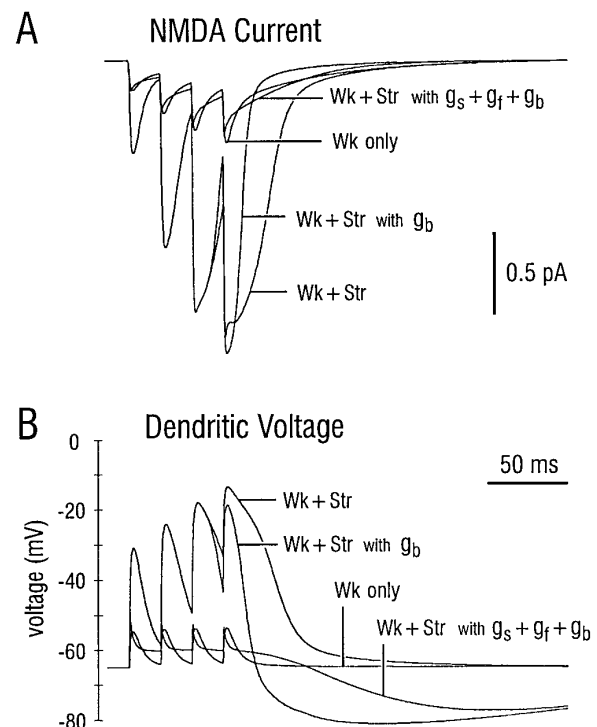 A
NMDA Current
Wk + Str with gs + gf + gb
Wk only
Wk + Str with gb
0.5 pA
Wk + Str
B
Dendritic Voltage
0
50 ms
Wk + Str
-20
Wk + Str with gb
-40
Wk only
Wk + Str with gs + gf + gb
-60
-80
voltage (mV)